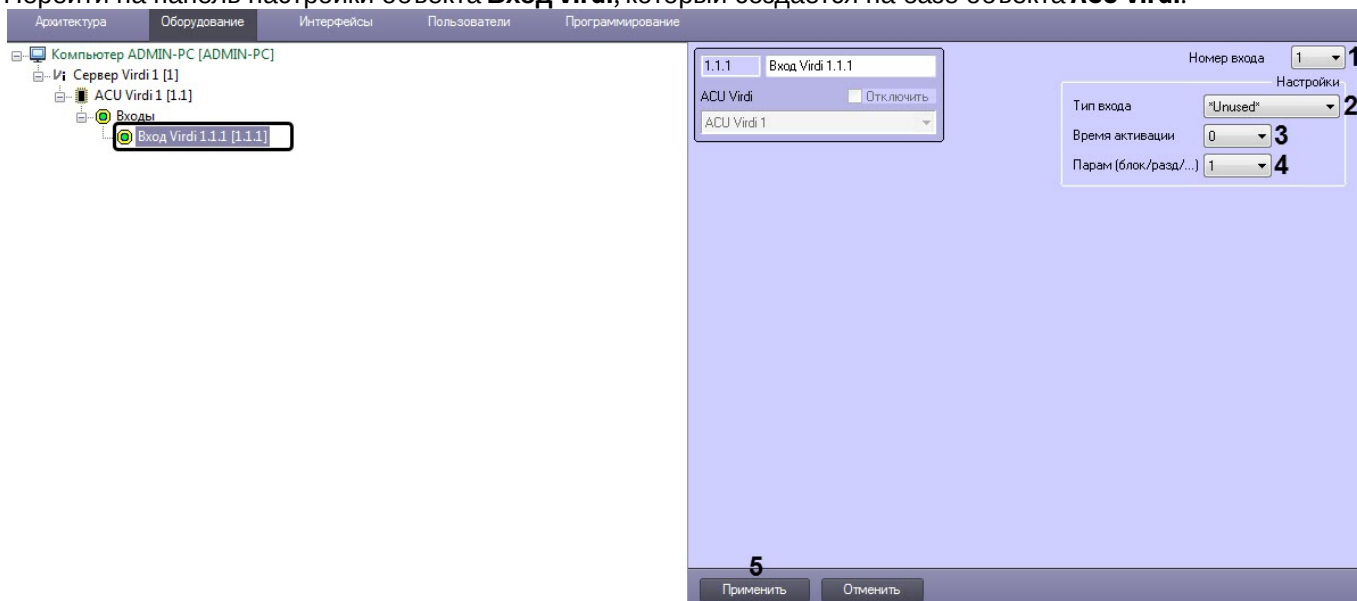 Перейти на панель настройки объекта Вход Virdi, который создается на базе объекта ACU Virdi.
Архитектура Оборудование Интерфейсы Пользователи Программирование
Компьютер ADMIN-PC [ADMIN-PC]
Сервер Virdi 1 [1]
ACU Virdi 1 [1.1]
Входы
Вход Virdi 1.1.1 [1.1.1]
1.1.1 Вход Virdi 1.1.1
ACU Virdi Отключить
ACU Virdi 1
Номер входа 1 1
Настройки
Тип входа *Unused* 2
Время активации 0 3
Парам (блок/разд/...) 1 4
5
Применить Отменить